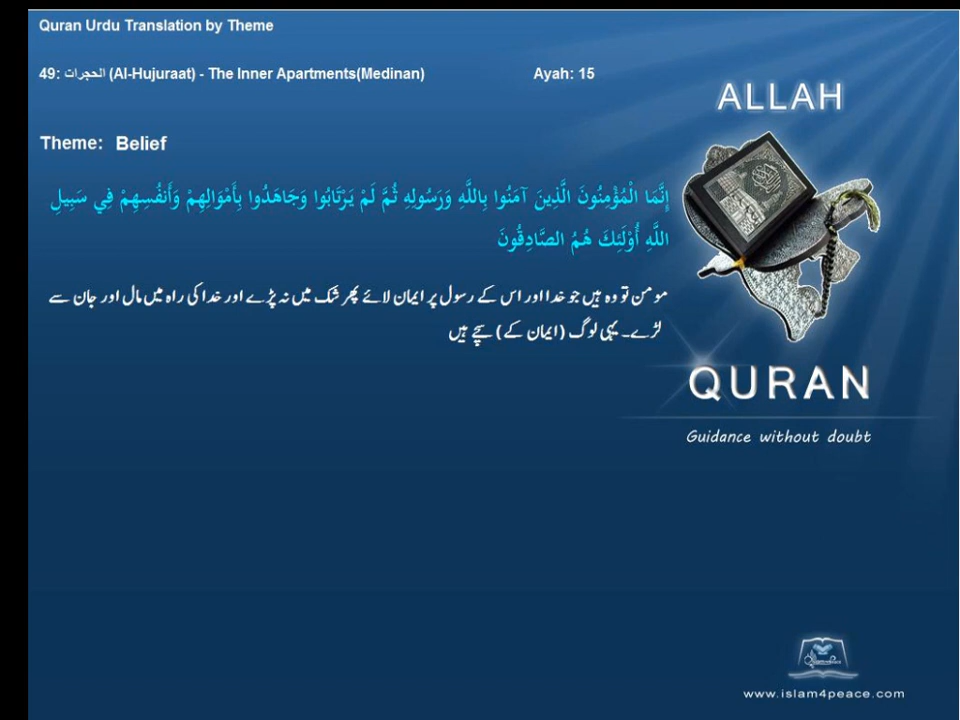 Quran Urdu Translation by Theme
49: الحجرات (Al-Hujuraat) - The Inner Apartments(Medinan) Ayah: 15
ALLAH
Theme: Belief
إِنَّمَا الْمُؤْمِنُونَ الَّذِينَ آمَنُوا بِاللَّهِ وَرَسُولِهِ ثُمَّ لَمْ يَرْتَابُوا وَجَاهَدُوا بِأَمْوَالِهِمْ وَأَنفُسِهِمْ فِي سَبِيلِ
اللَّهِ أُوْلَئِكَ هُمُ الصَّادِقُونَ
مومن تو وہ ہیں جو خدا اور اس کے رسول پر ایمان لائے پھر شک میں نہ پڑے اور خدا کی راہ میں مال اور جان سے
لڑے۔ یہی لوگ (ایمان کے) سچے ہیں
QURAN
Guidance without doubt
www.islam4peace.com